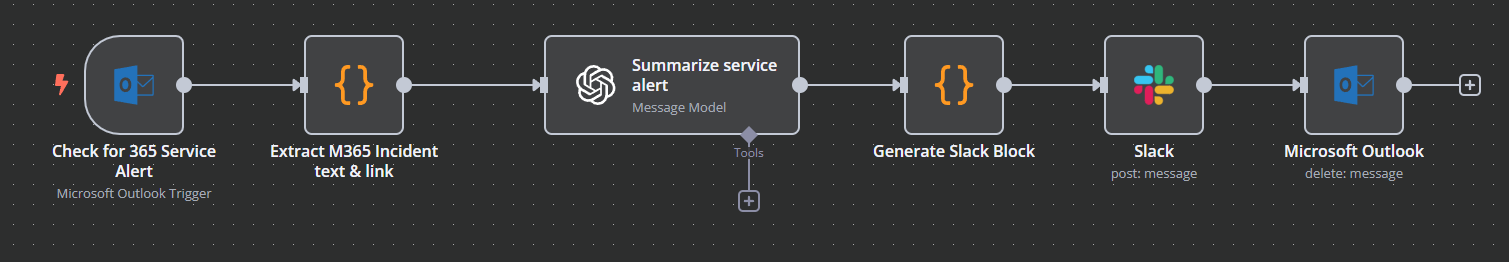 Check for 365 Service
Alert
Microsoft Outlook Trigger
Extract M365 Incident
text & link
Summarize service
alert
Message Model
Tools
Generate Slack Block
Slack
post: message
Microsoft Outlook
delete: message